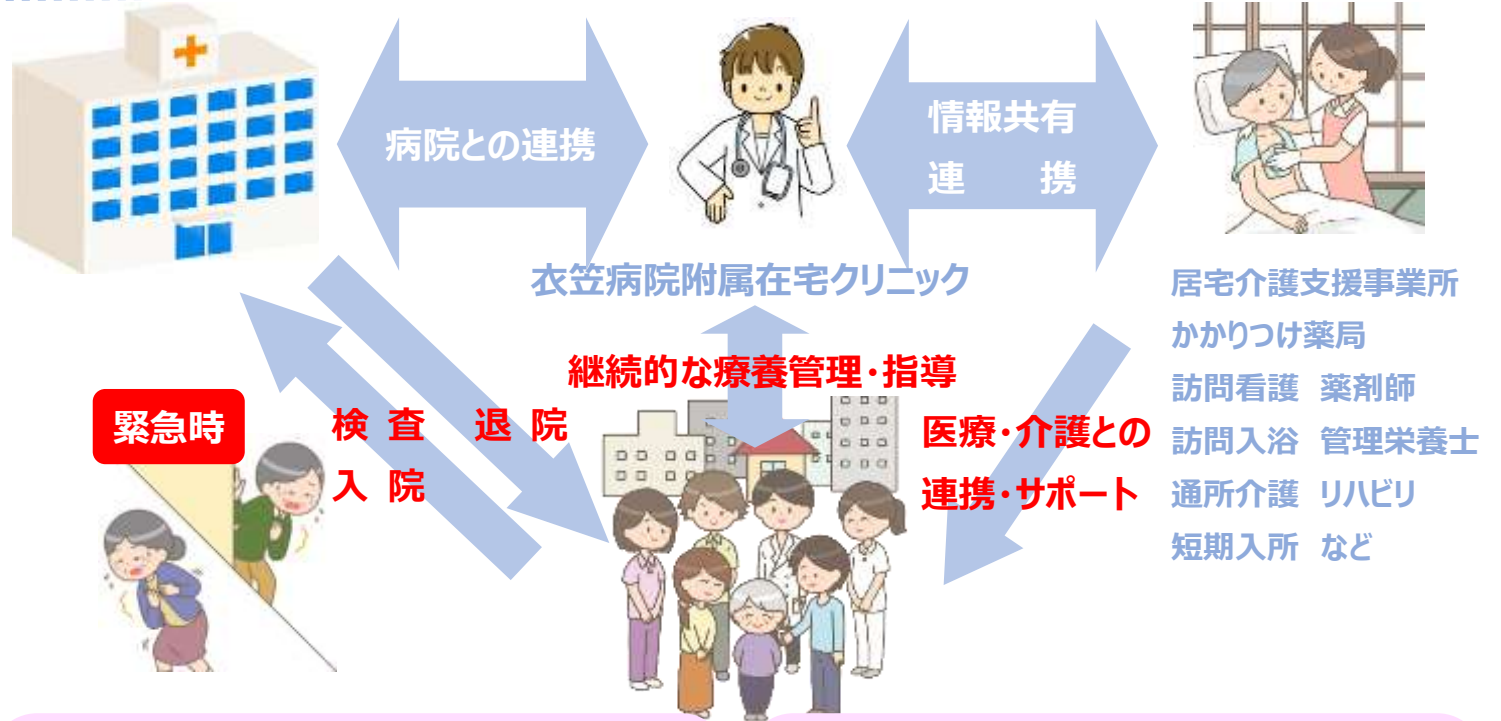 病院との連携
情報共有
連　携
衣笠病院附属在宅クリニック
継続的な療養管理・指導
緊急時
検 査　退 院
入 院
医療・介護との
連携・サポート
居宅介護支援事業所
かかりつけ薬局
訪問看護　薬剤師
訪問入浴　管理栄養士
通所介護　リハビリ
短期入所　など